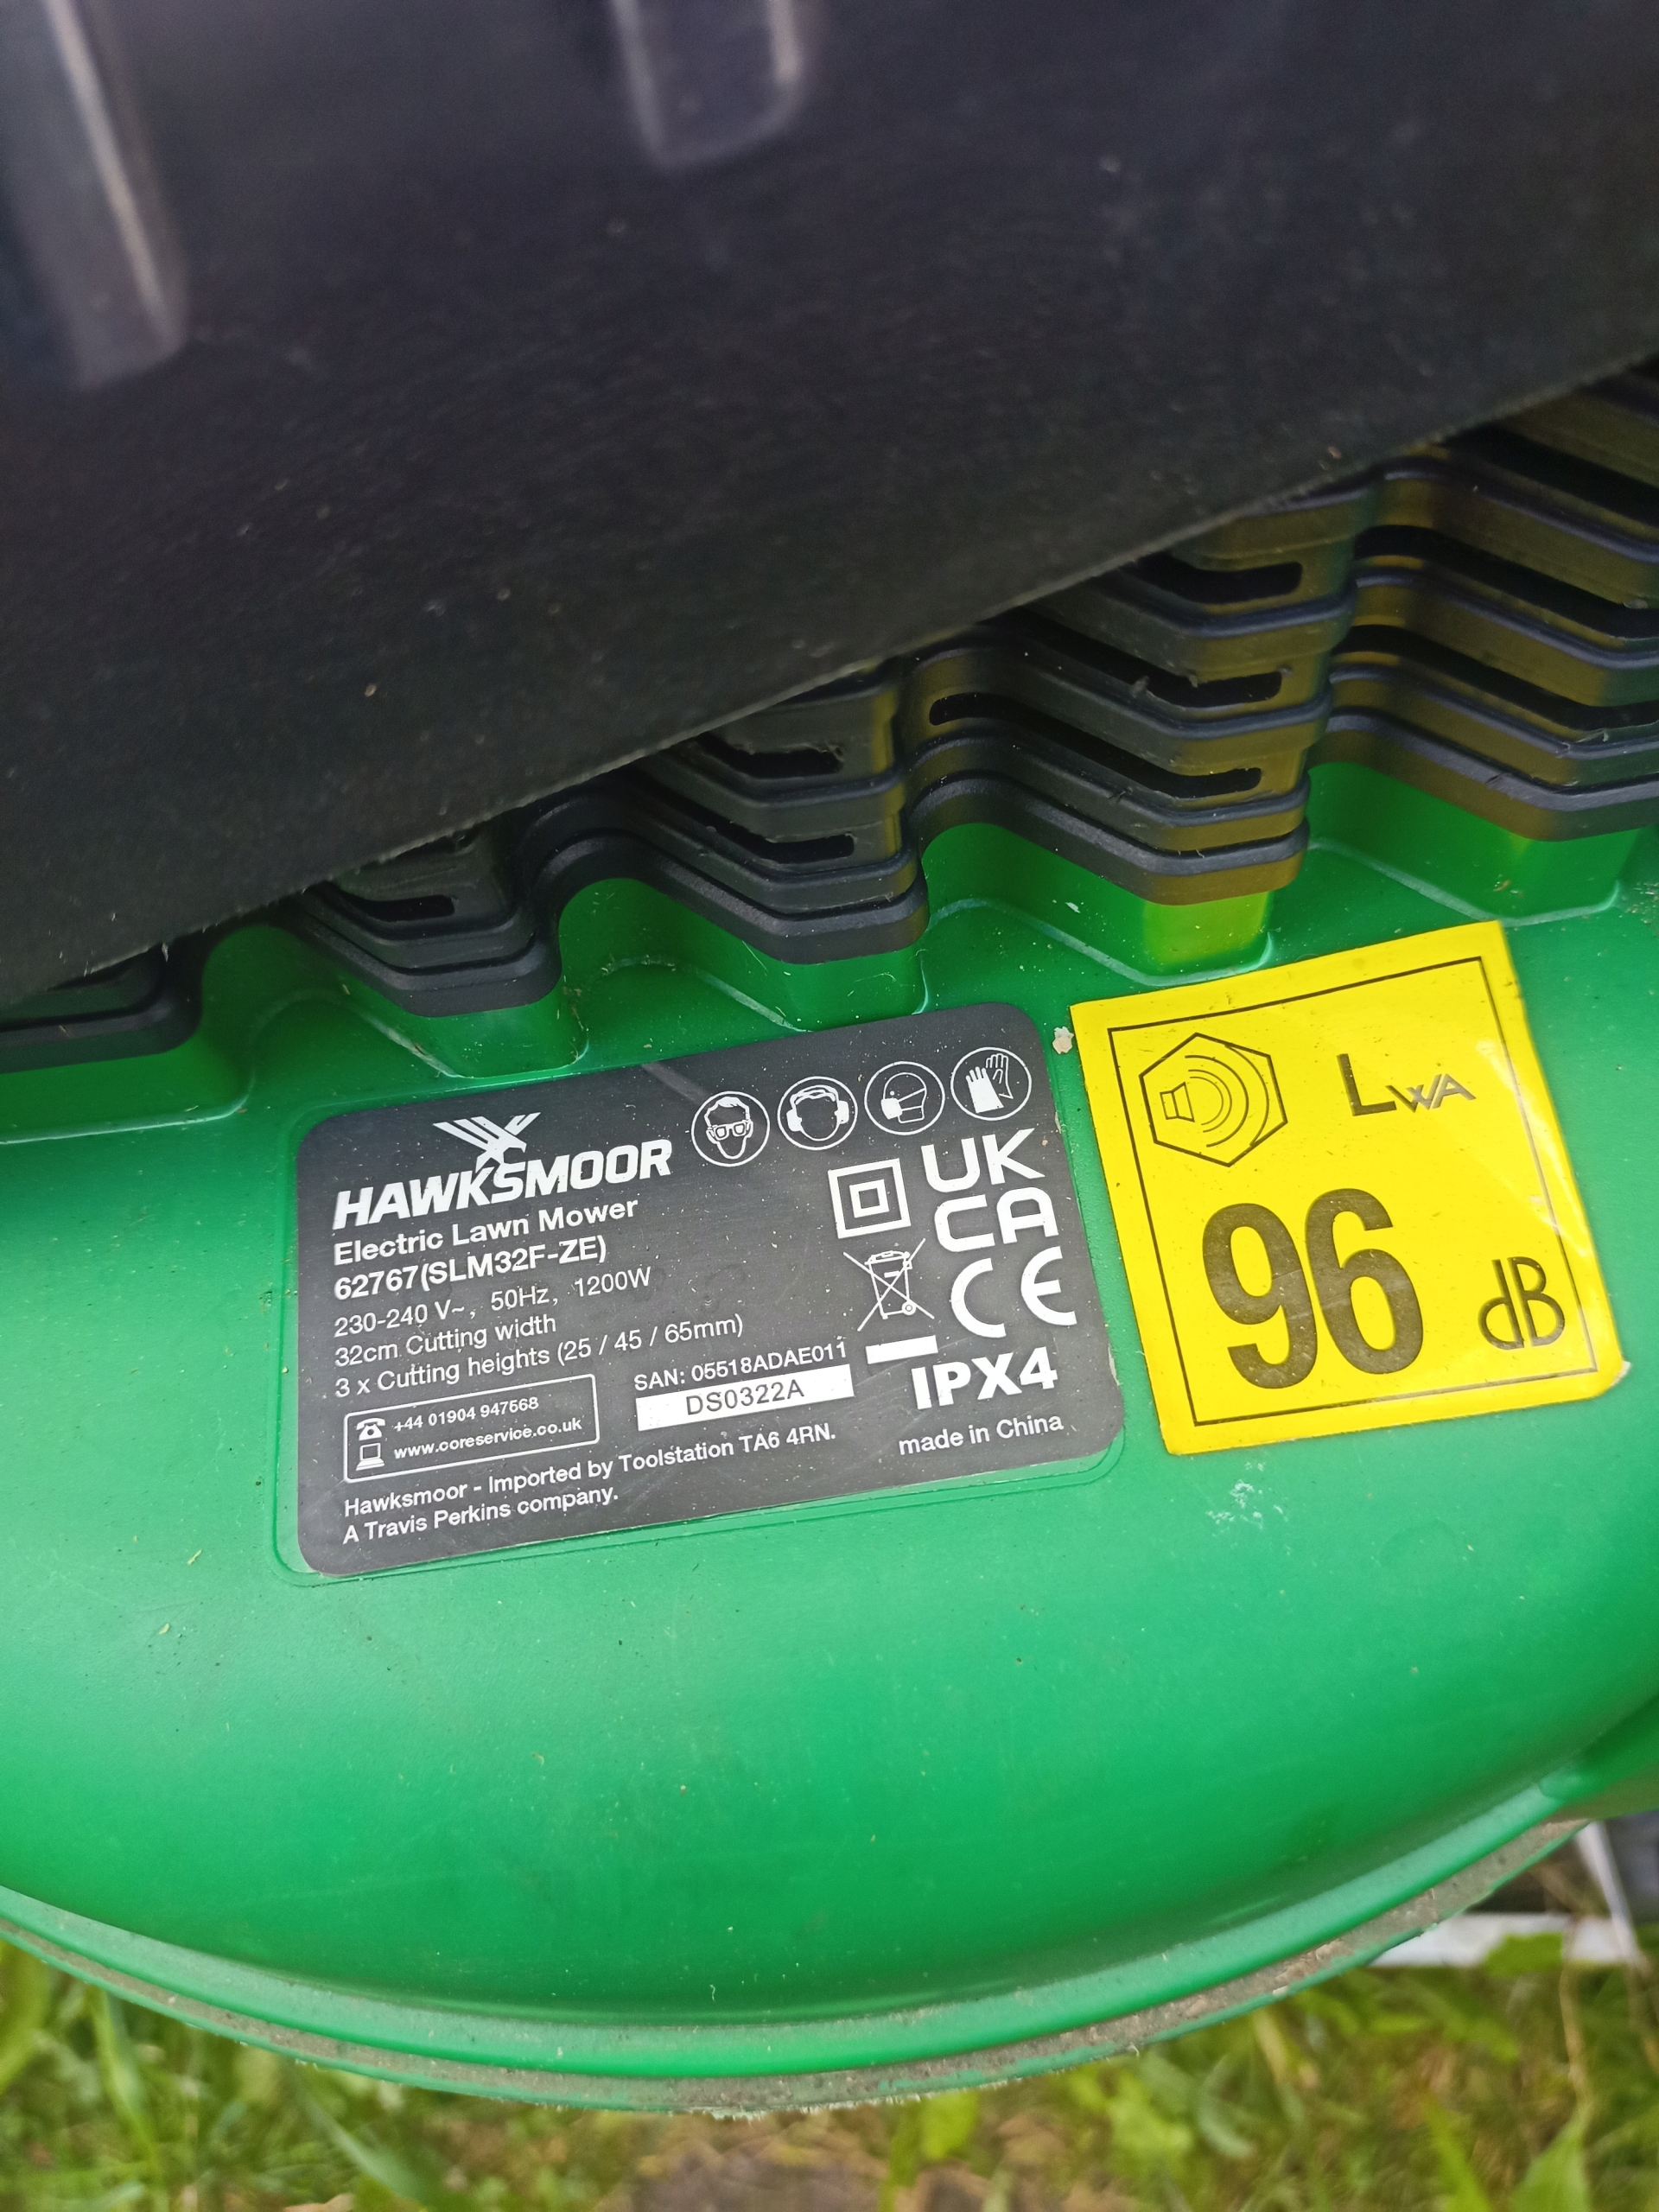 HAWKSMOOR
Electric Lawn Mower
62767(SLM32F-ZE)
230-240 V~, 50Hz, 1200W
32cm Cutting width
3 x Cutting heights (25 / 45 / 65mm)
+44 01904 947568
www.coreservice.co.uk
SAN: 05518ADAE011
DS0322A
Hawksmoor - Imported by Toolstation TA6 4RN.
A Travis Perkins company.
UK
CA
CE
IPX4
made in China
LWA
96 dB